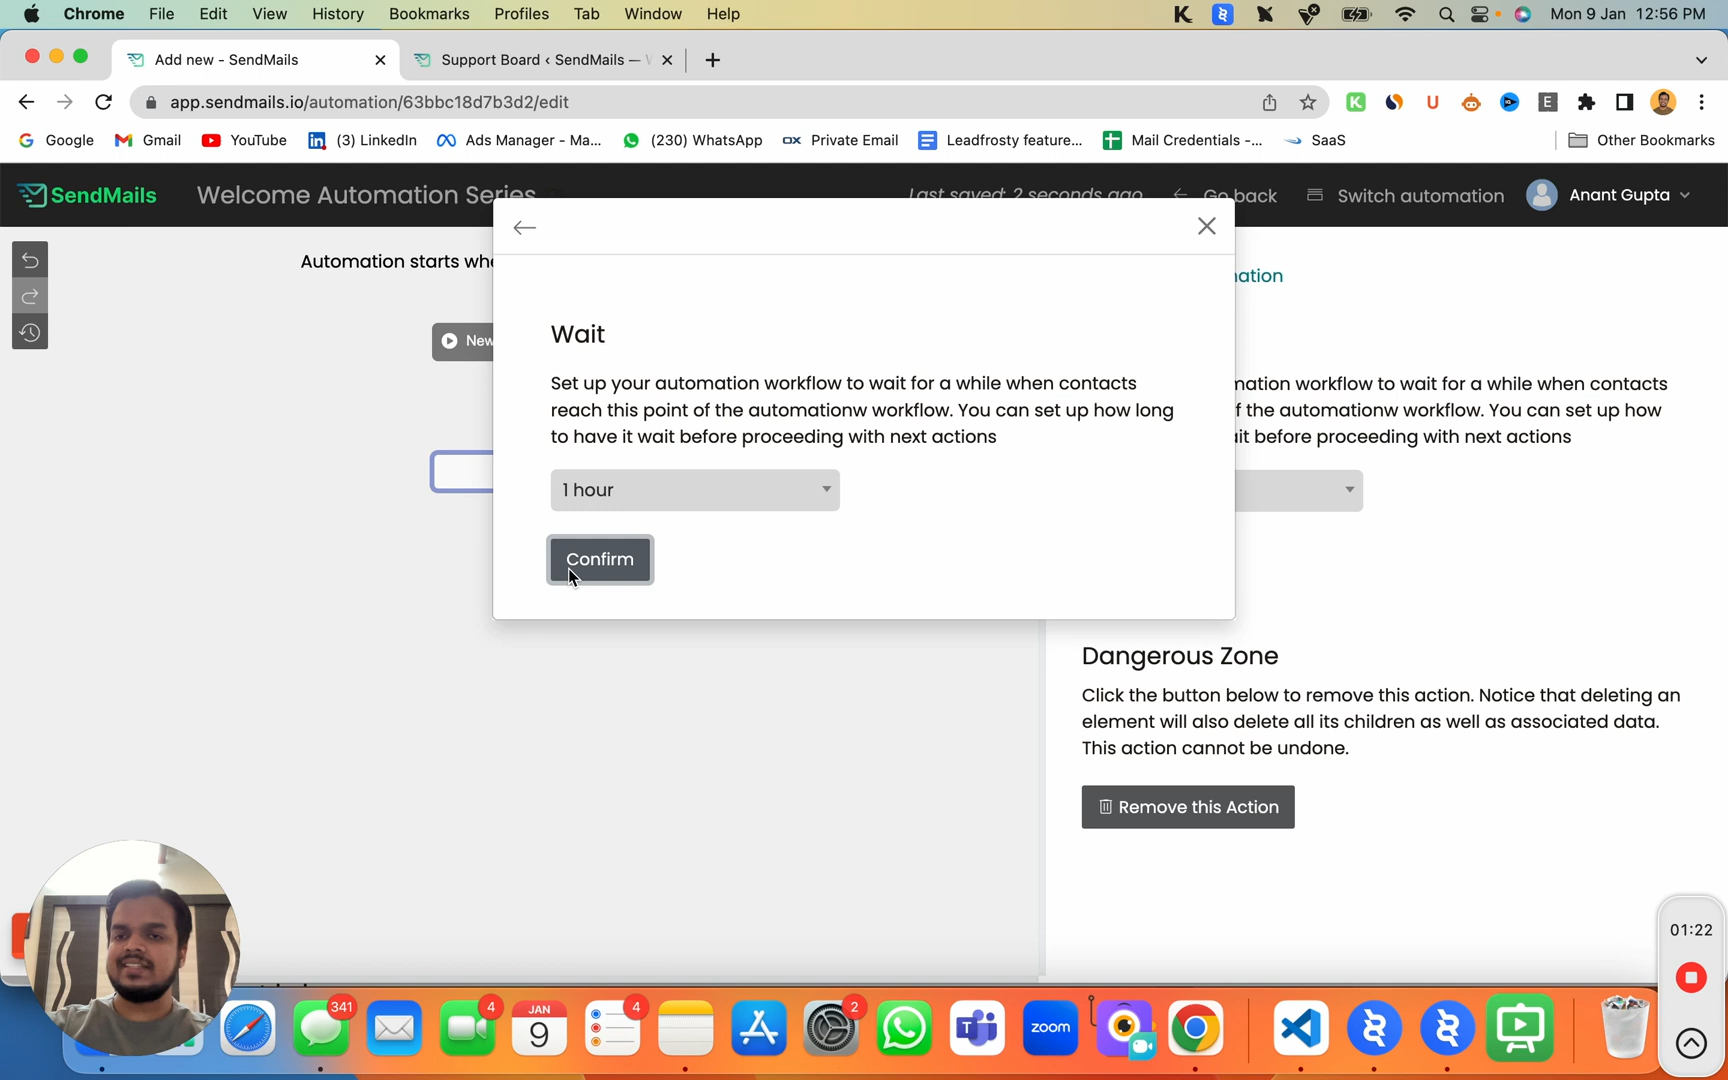 Chrome File Edit View History Bookmarks Profiles Tab Window Help Mon 9 Jan 12:56 PM
Add new - SendMails Support Board ‹ SendMails —
app.sendmails.io/automation/63bbc18d7b3d2/edit
Google Gmail YouTube (3) LinkedIn Ads Manager - Ma... (230) WhatsApp Private Email Leadfrosty feature... Mail Credentials -... SaaS Other Bookmarks
SendMails Welcome Automation Series Last saved: 2 seconds ago Go back Switch automation Anant Gupta
Automation starts whe
ation
New
Wait
Set up your automation workflow to wait for a while when contacts
reach this point of the automationw workflow. You can set up how long
to have it wait before proceeding with next actions
mation workflow to wait for a while when contacts
f the automationw workflow. You can set up how
it before proceeding with next actions
1 hour
Confirm
Dangerous Zone
Click the button below to remove this action. Notice that deleting an
element will also delete all its children as well as associated data.
This action cannot be undone.
Remove this Action
01:22
341
4
JAN
9
4
2
zoom